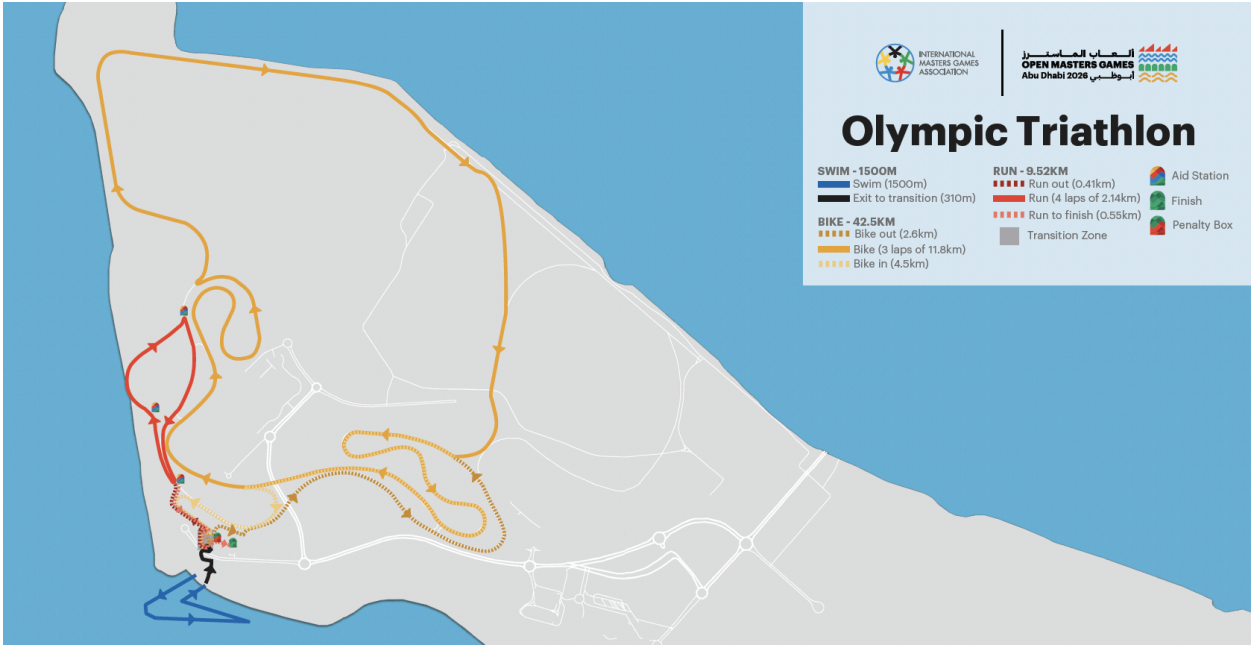 INTERNATIONAL
MASTERS GAMES
ASSOCIATION
ألعاب الماسترز
OPEN MASTERS GAMES
Abu Dhabi 2026 أبوظبي
Olympic Triathlon
SWIM - 1500M
Swim (1500m)
Exit to transition (310m)
BIKE - 42.5KM
Bike out (2.6km)
Bike (3 laps of 11.8km)
Bike in (4.5km)
RUN - 9.52KM
Run out (0.41km)
Run (4 laps of 2.14km)
Run to finish (0.55km)
Transition Zone
Aid Station
Finish
Penalty Box